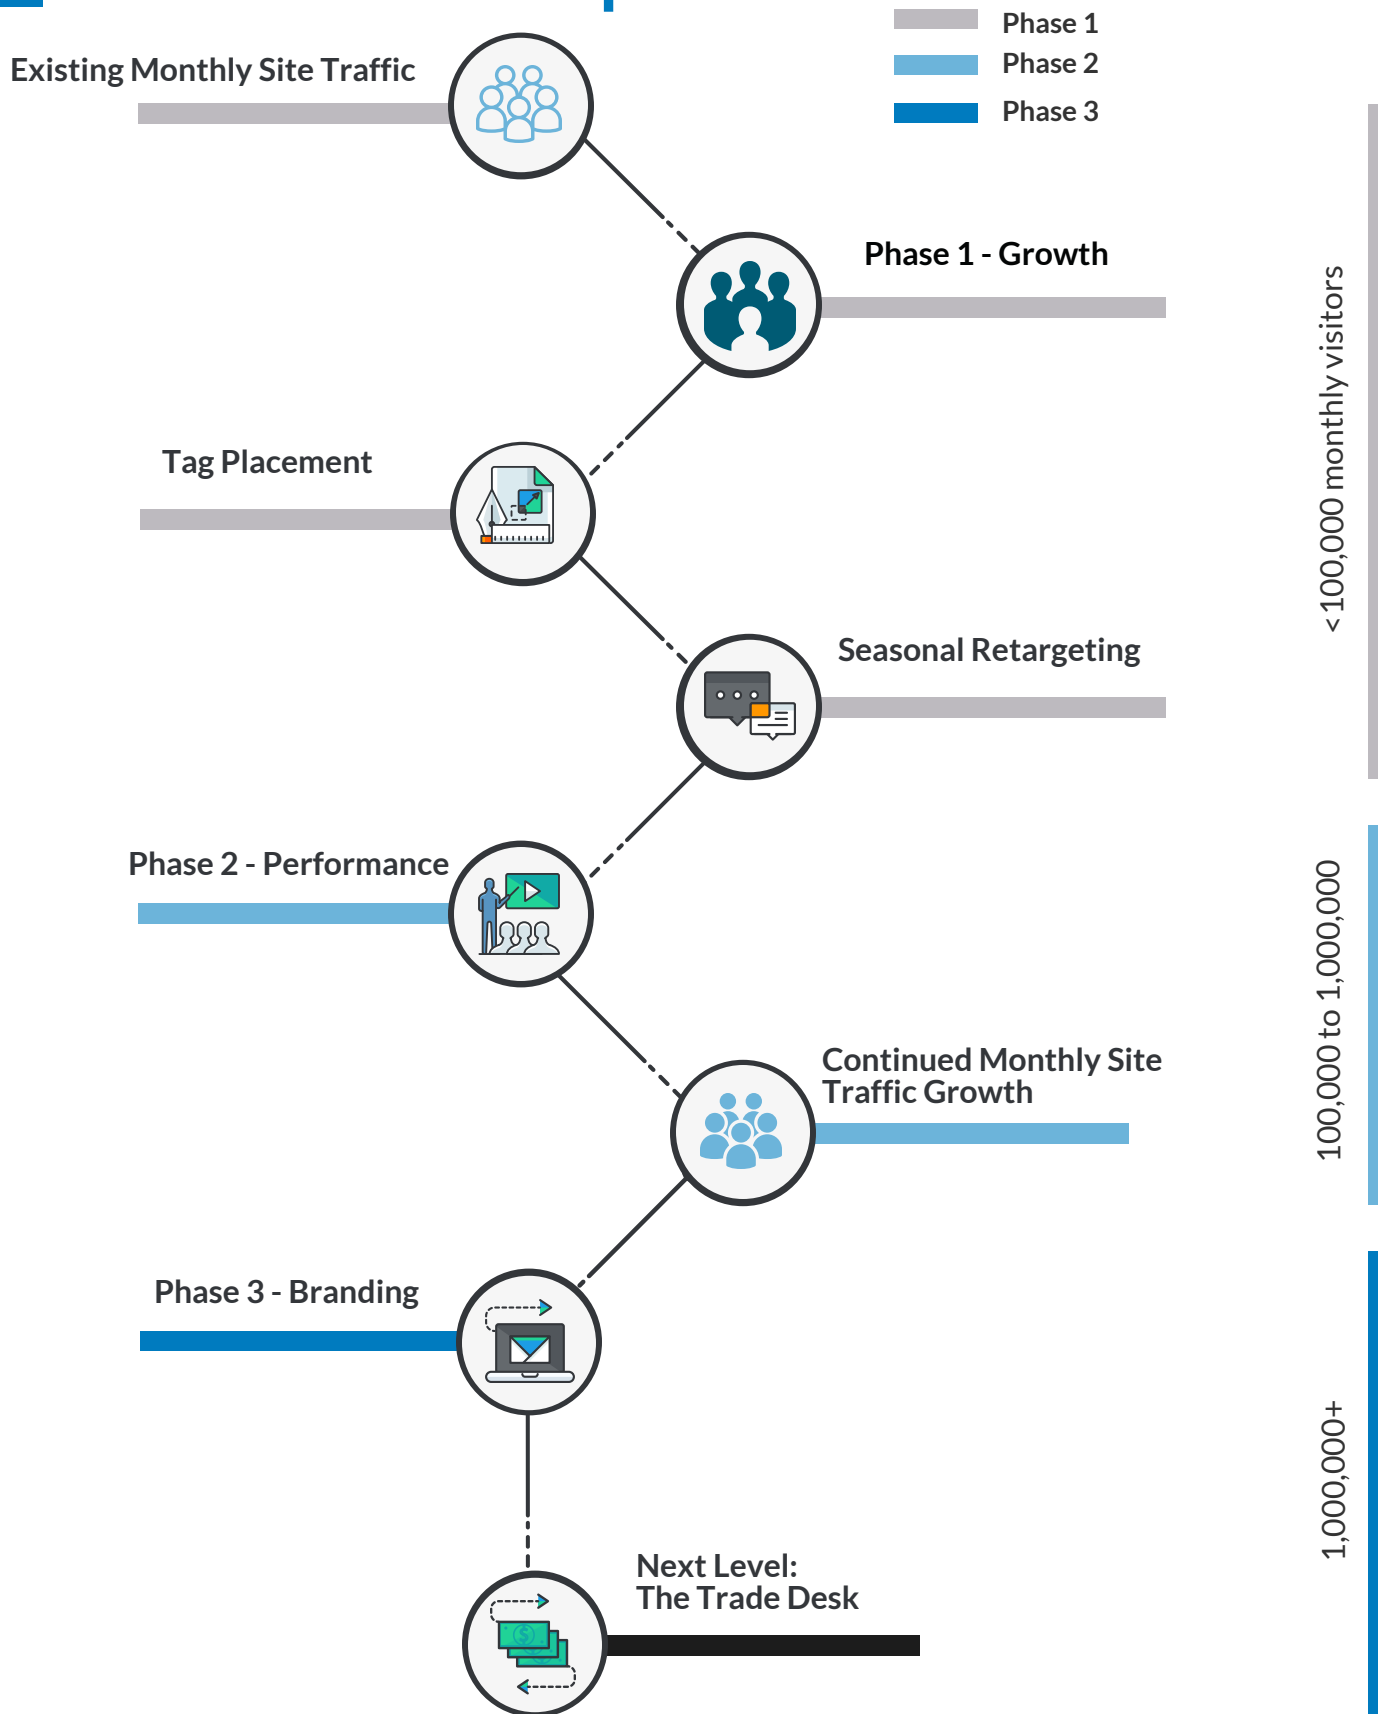 Phase 1
Phase 2
Phase 3
Existing Monthly Site Traffic
Phase 1 - Growth
<100,000 monthly visitors
Tag Placement
Seasonal Retargeting
Phase 2 - Performance
100,000 to 1,000,000
Continued Monthly Site
Traffic Growth
Phase 3 - Branding
1,000,000+
Next Level:
The Trade Desk